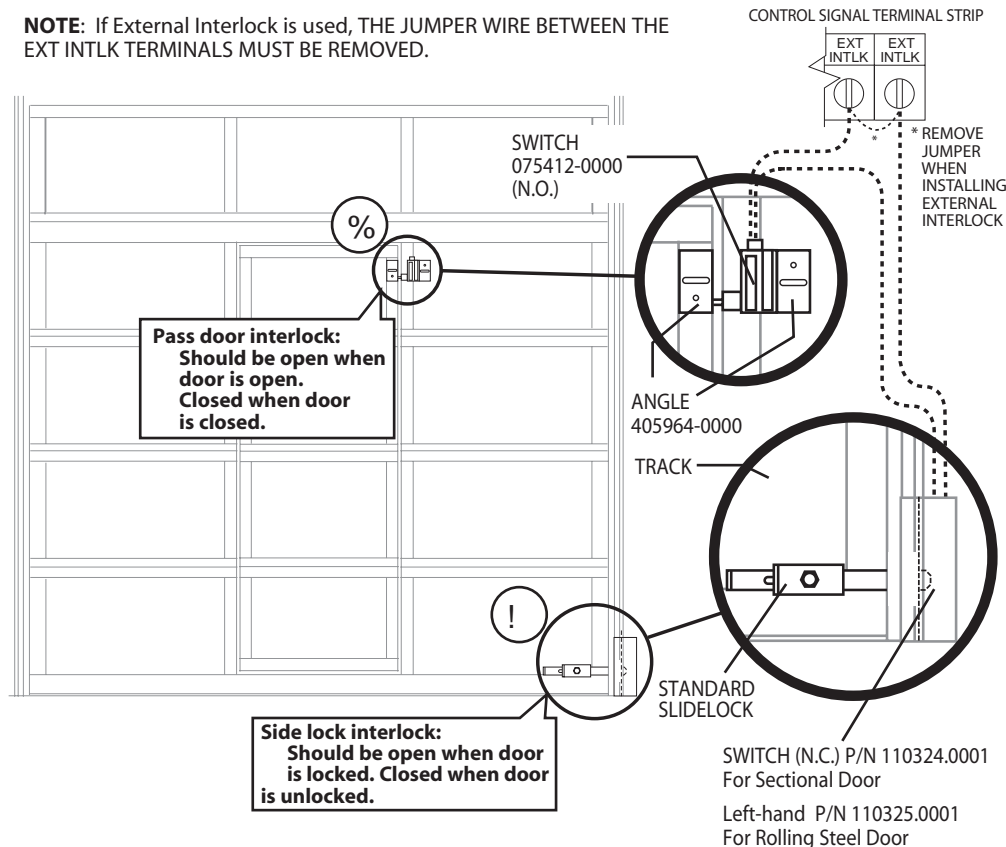 NOTE: If External Interlock is used, THE JUMPER WIRE BETWEEN THE
EXT INTLK TERMINALS MUST BE REMOVED.
CONTROL SIGNAL TERMINAL STRIP
EXT
INTLK
EXT
INTLK
*
* REMOVE
JUMPER
WHEN
INSTALLING
EXTERNAL
INTERLOCK
SWITCH
075412-0000
(N.O.)
%
Pass door interlock:
Should be open when
door is open.
Closed when door
is closed.
ANGLE
405964-0000
TRACK
!
STANDARD
SLIDELOCK
Side lock interlock:
Should be open when door
is locked. Closed when door
is unlocked.
SWITCH (N.C.) P/N 110324.0001
For Sectional Door
Left-hand P/N 110325.0001
For Rolling Steel Door